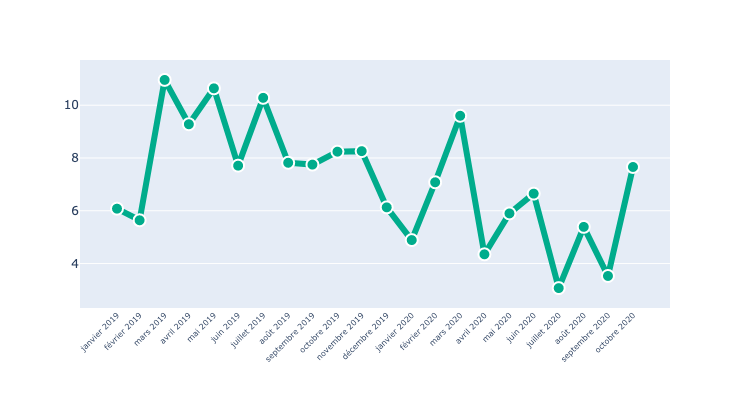 10
8
6
4
janvier 2019
février 2019
mars 2019
avril 2019
mai 2019
juin 2019
juillet 2019
août 2019
septembre 2019
octobre 2019
novembre 2019
décembre 2019
janvier 2020
février 2020
mars 2020
avril 2020
mai 2020
juin 2020
juillet 2020
août 2020
septembre 2020
octobre 2020